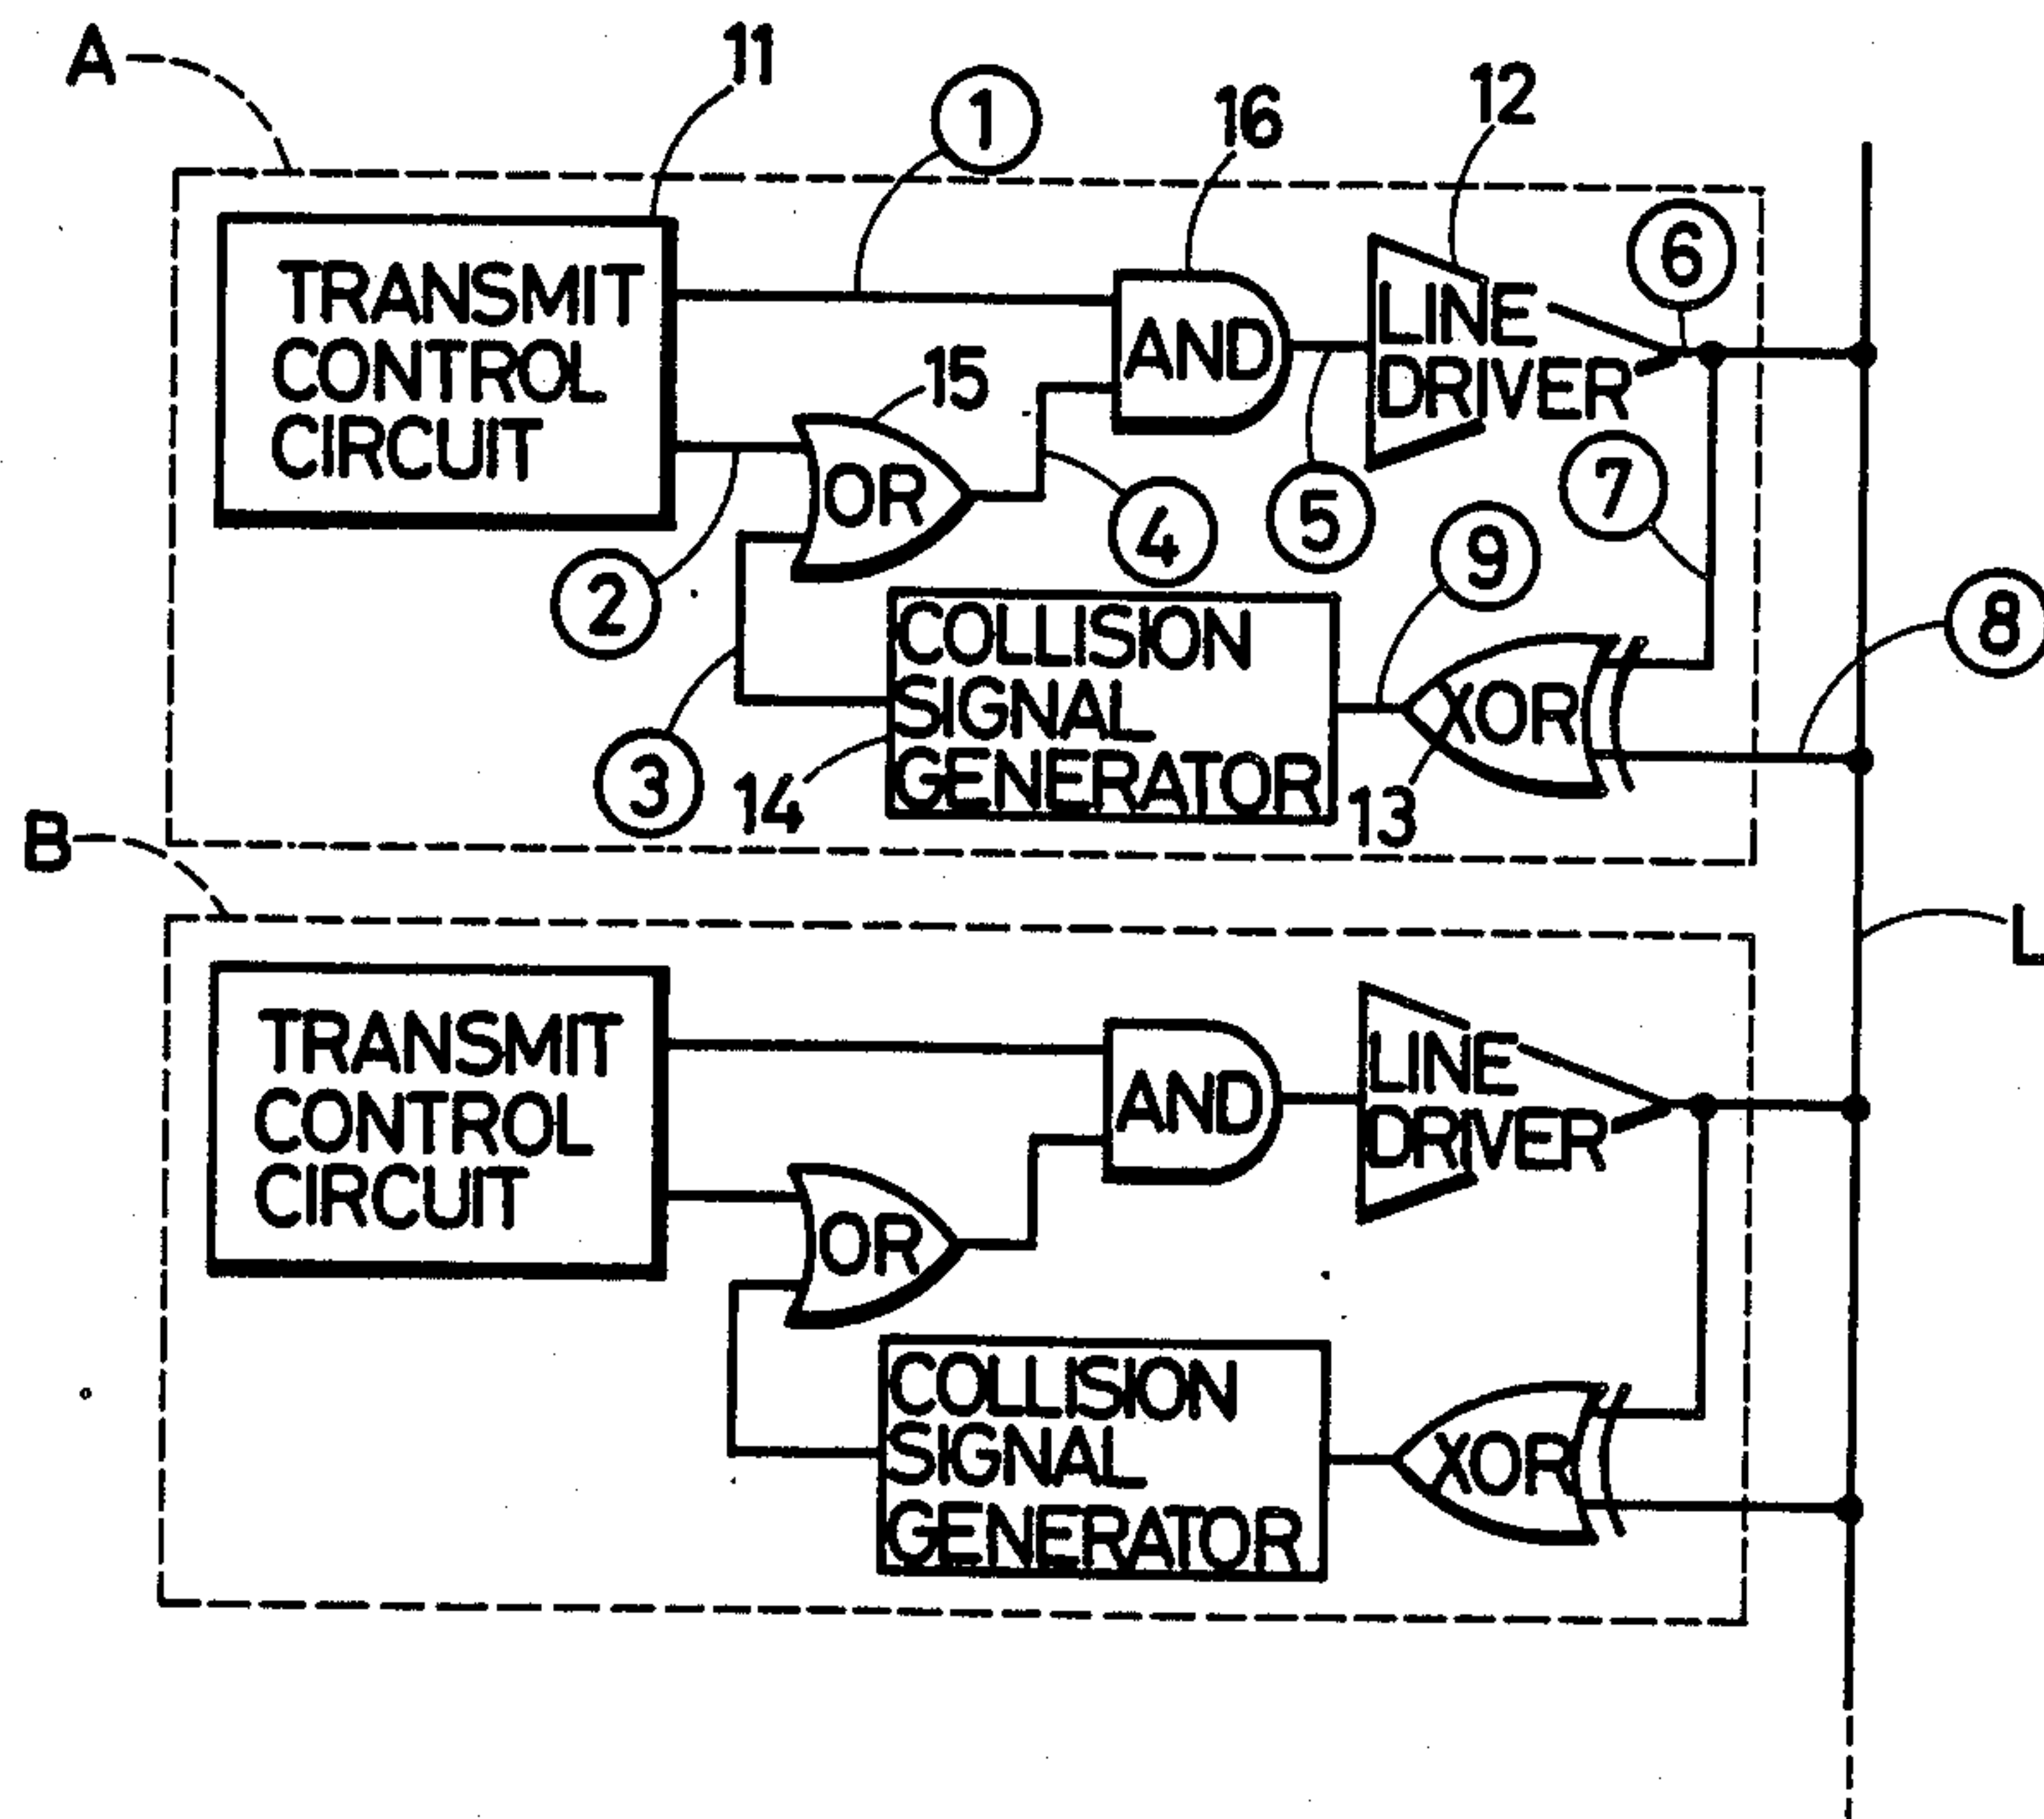 A
11
①
16
12
⑥
TRANSMIT
CONTROL
CIRCUIT
AND
LINE
DRIVER
15
OR
②
④
⑤
⑦
⑨
⑧
COLLISION
SIGNAL
GENERATOR
XOR
③
14
13
B
L
TRANSMIT
CONTROL
CIRCUIT
AND
LINE
DRIVER
OR
COLLISION
SIGNAL
GENERATOR
XOR